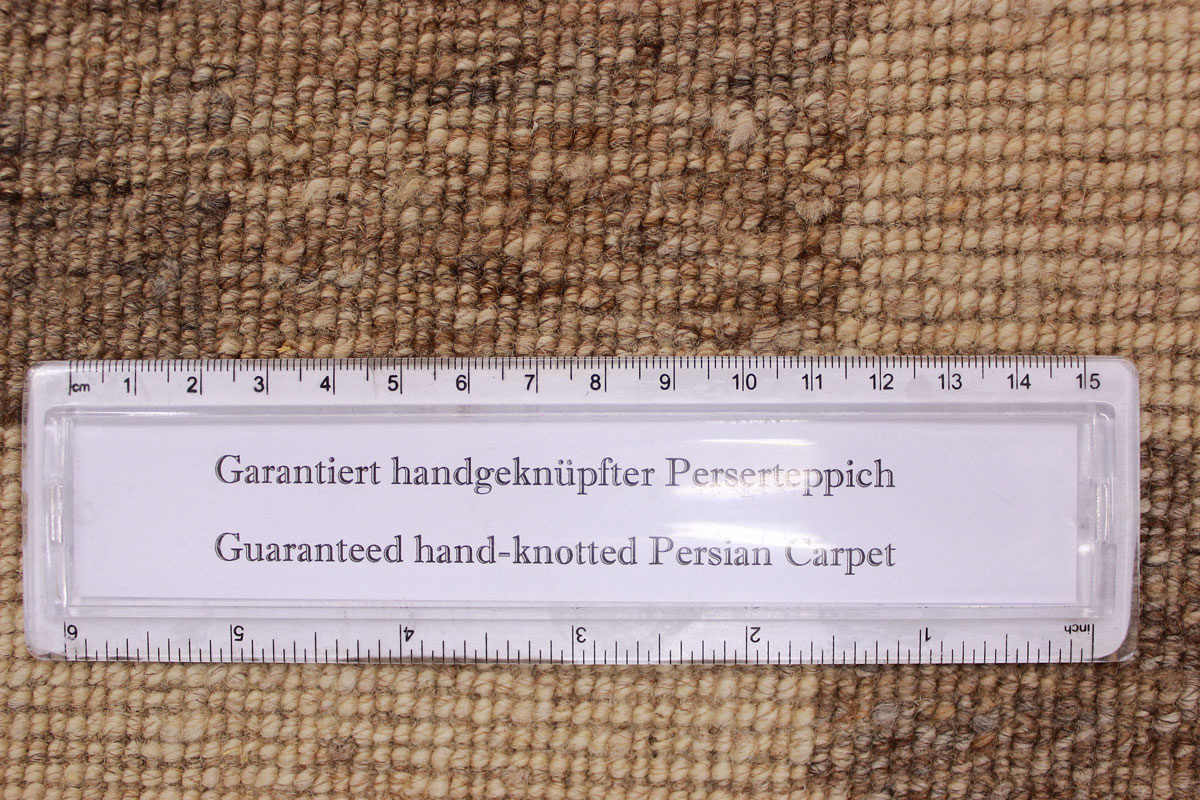 cm 1 2 3 4 5 6 7 8 9 10 11 12 13 14 15
Garantiert handgeknüpfter Perserteppich
Guaranteed hand-knotted Persian Carpet
6 5 4 3 2 1 inch